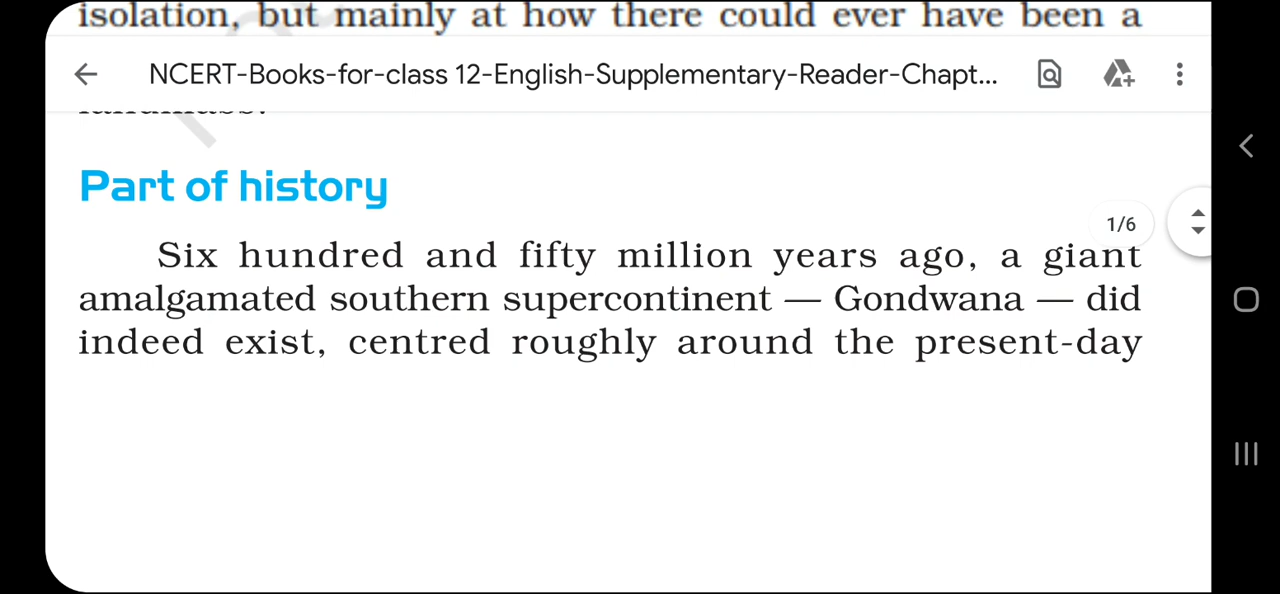 isolation, but mainly at how there could ever have been a
NCERT-Books-for-class 12-English-Supplementary-Reader-Chapt...
landmass.
Part of history
1/6
Six hundred and fifty million years ago, a giant
amalgamated southern supercontinent — Gondwana — did
indeed exist, centred roughly around the present-day